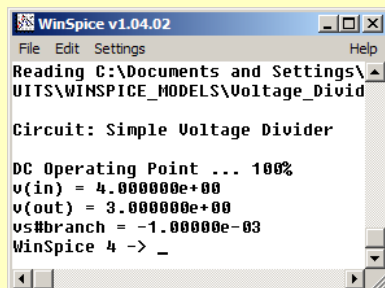 WinSpice v1.04.02
File Edit Settings Help
Reading C:\Documents and Settings\
UITS\WINSPICE_MODELS\Voltage_Divid
Circuit: Simple Voltage Divider
DC Operating Point ... 100%
v(in) = 4.000000e+00
v(out) = 3.000000e+00
vs#branch = -1.00000e-03
WinSpice 4 -> _